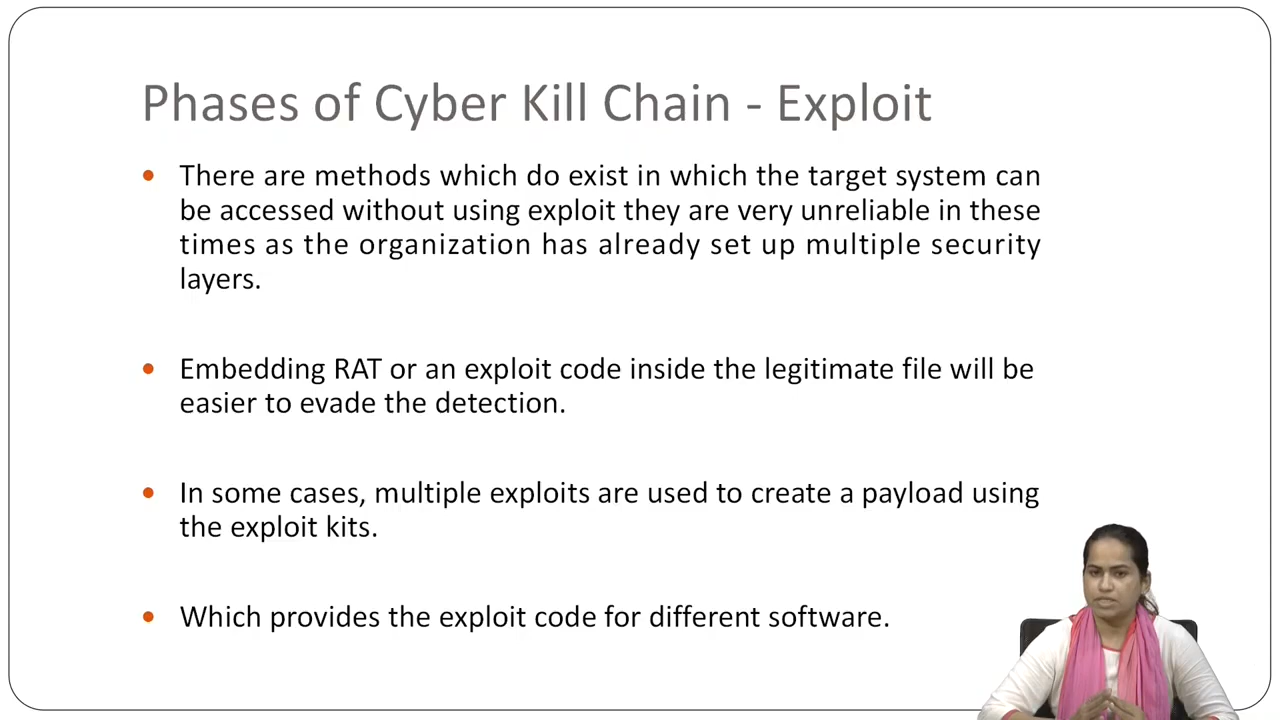 Phases of Cyber Kill Chain - Exploit
• There are methods which do exist in which the target system can
be accessed without using exploit they are very unreliable in these
times as the organization has already set up multiple security
layers.
• Embedding RAT or an exploit code inside the legitimate file will be
easier to evade the detection.
• In some cases, multiple exploits are used to create a payload using
the exploit kits.
• Which provides the exploit code for different software.